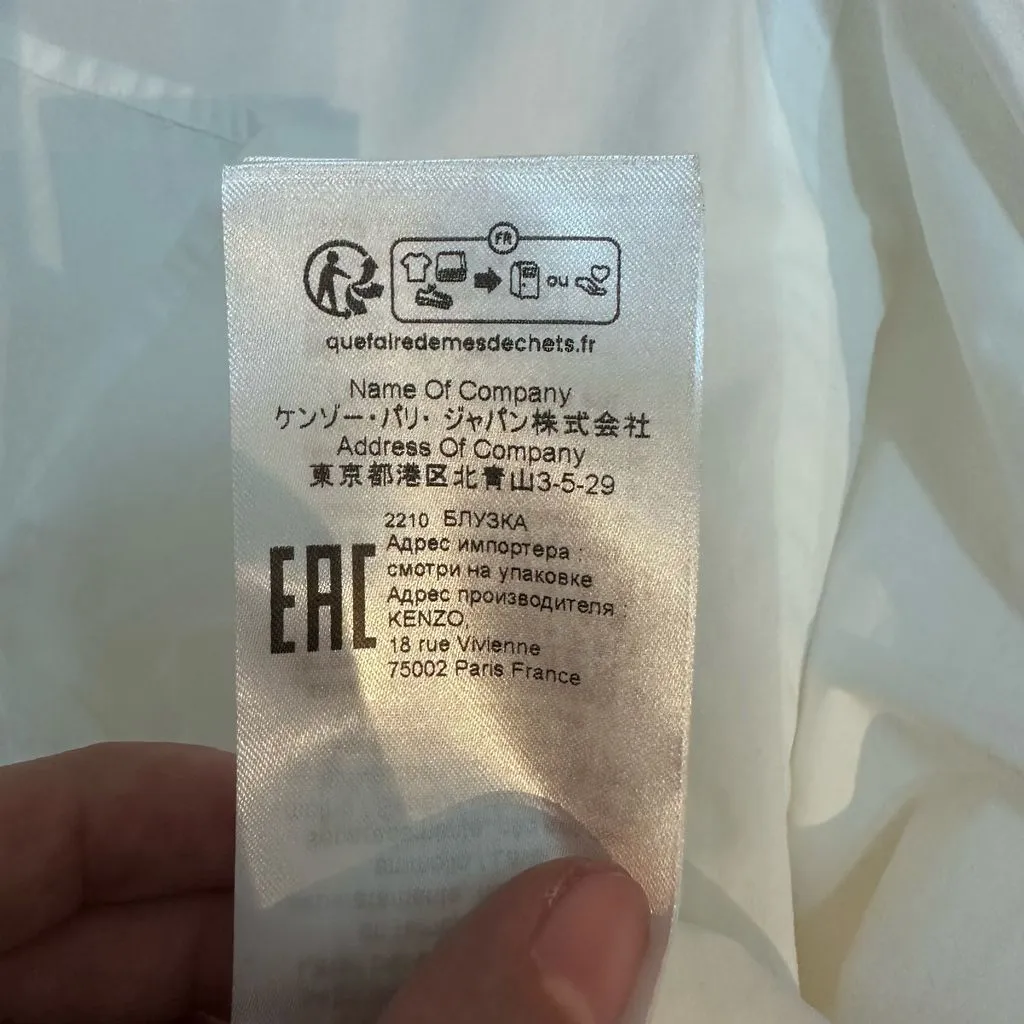 FR
ou
quefairedemesdechets.fr
Name Of Company
ケンゾー・パリ・ジャパン株式会社
Address Of Company
東京都港区北青山3-5-29
2210 БЛУЗКА
Адрес импортера :
смотри на упаковке
Адрес производителя :
KENZO,
18 rue Vivienne
75002 Paris France
EAC